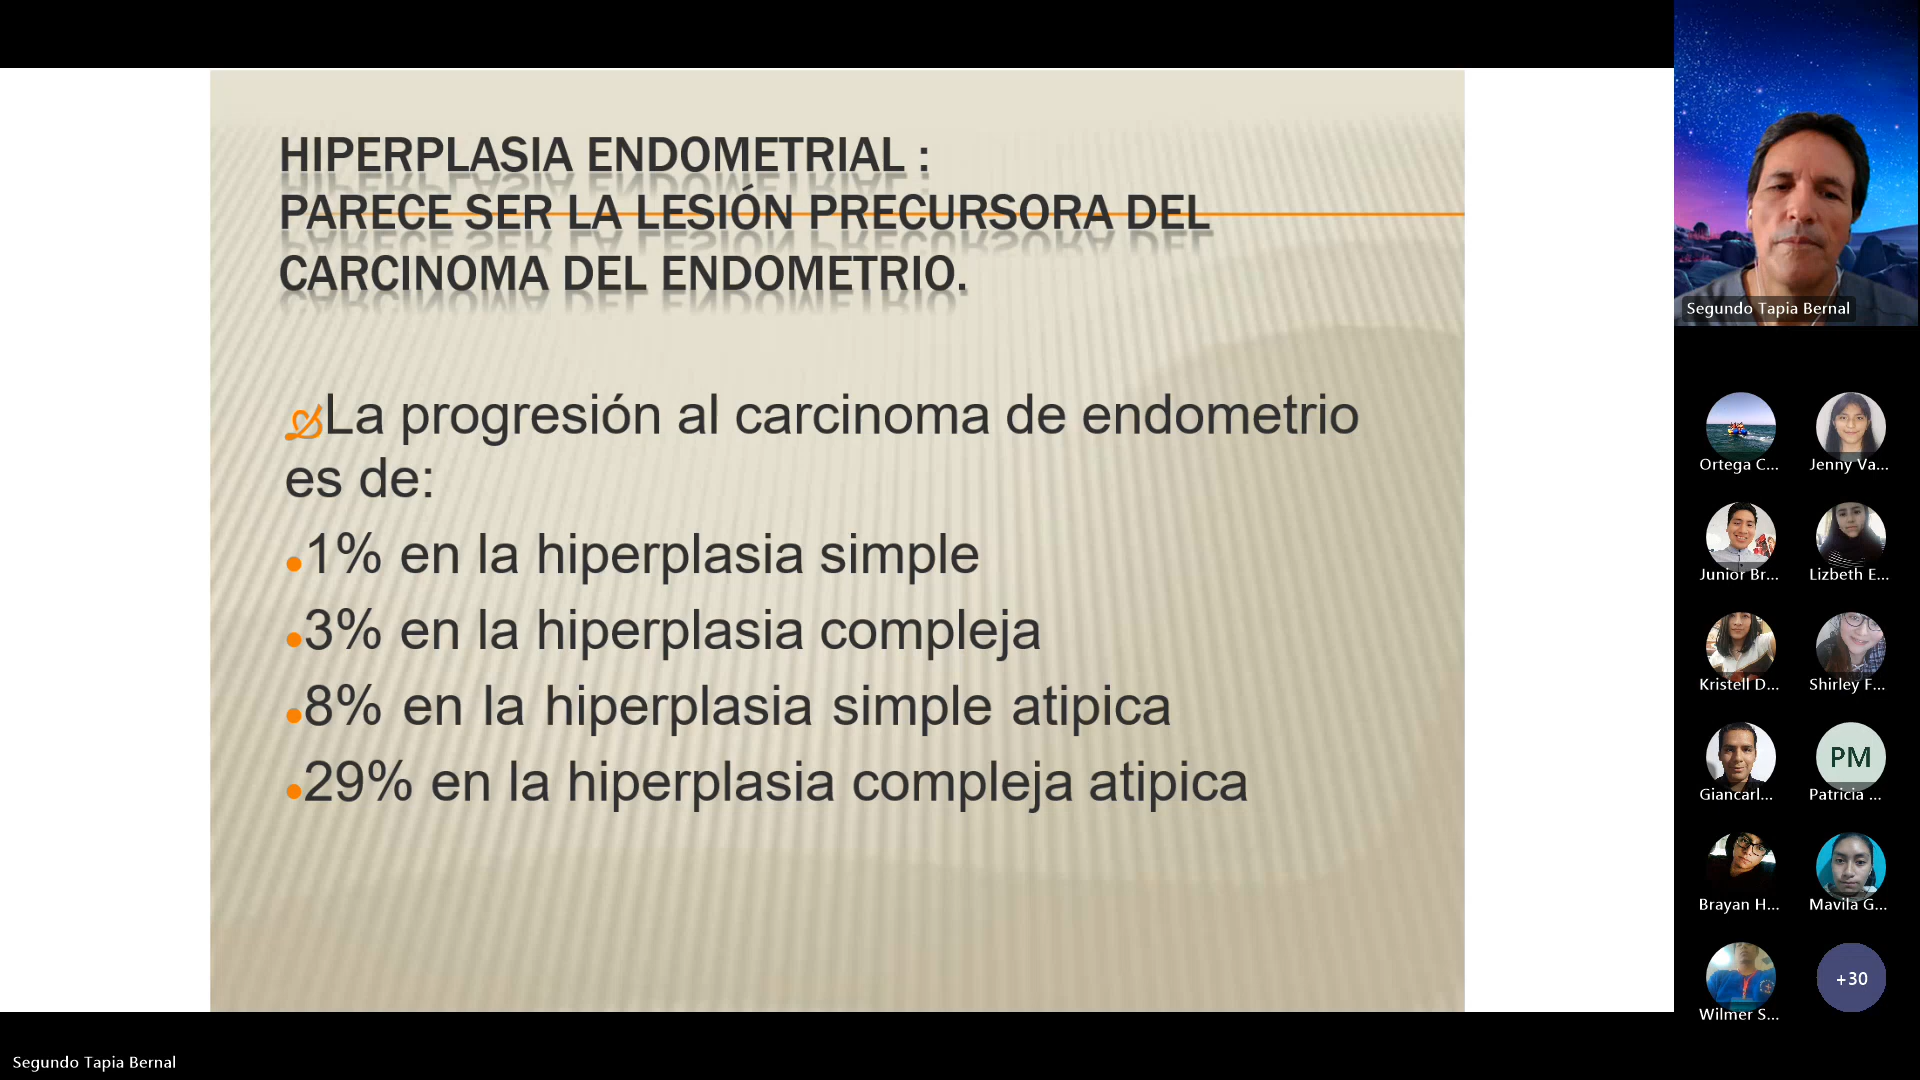 HIPERPLASIA ENDOMETRIAL :
PARECE SER LA LESIÓN PRECURSORA DEL
CARCINOMA DEL ENDOMETRIO.
La progresión al carcinoma de endometrio
es de:
1% en la hiperplasia simple
3% en la hiperplasia compleja
8% en la hiperplasia simple atipica
29% en la hiperplasia compleja atipica
Segundo Tapia Bernal
Ortega C...
Jenny Va...
Junior Br...
Lizbeth E...
Kristell D...
Shirley F...
Giancarl...
PM
Patricia ...
Brayan H...
Mavila G...
Wilmer S...
+30
Segundo Tapia Bernal